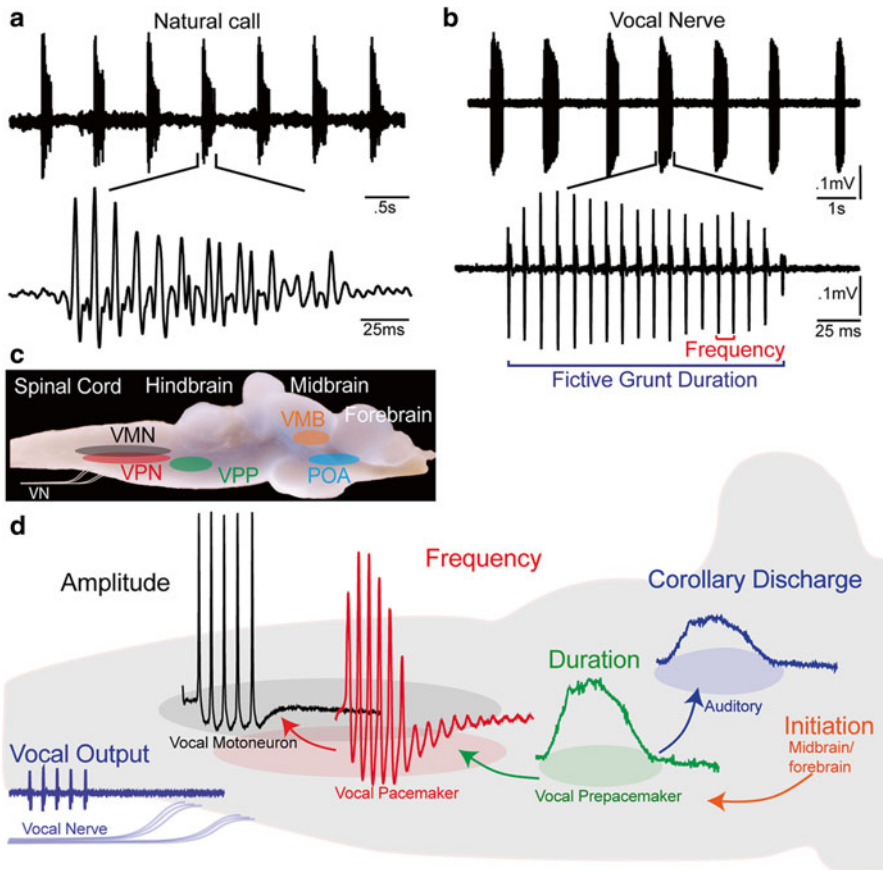 a
Natural call
.5s
25ms
b
Vocal Nerve
.1mV
1s
.1mV
25 ms
Frequency
Fictive Grunt Duration
c
Spinal Cord
Hindbrain
Midbrain
Forebrain
VMN
VPN
VPP
VMB
POA
VN
d
Amplitude
Frequency
Corollary Discharge
Duration
Auditory
Initiation
Midbrain/
forebrain
Vocal Motoneuron
Vocal Output
Vocal Pacemaker
Vocal Prepacemaker
Vocal Nerve